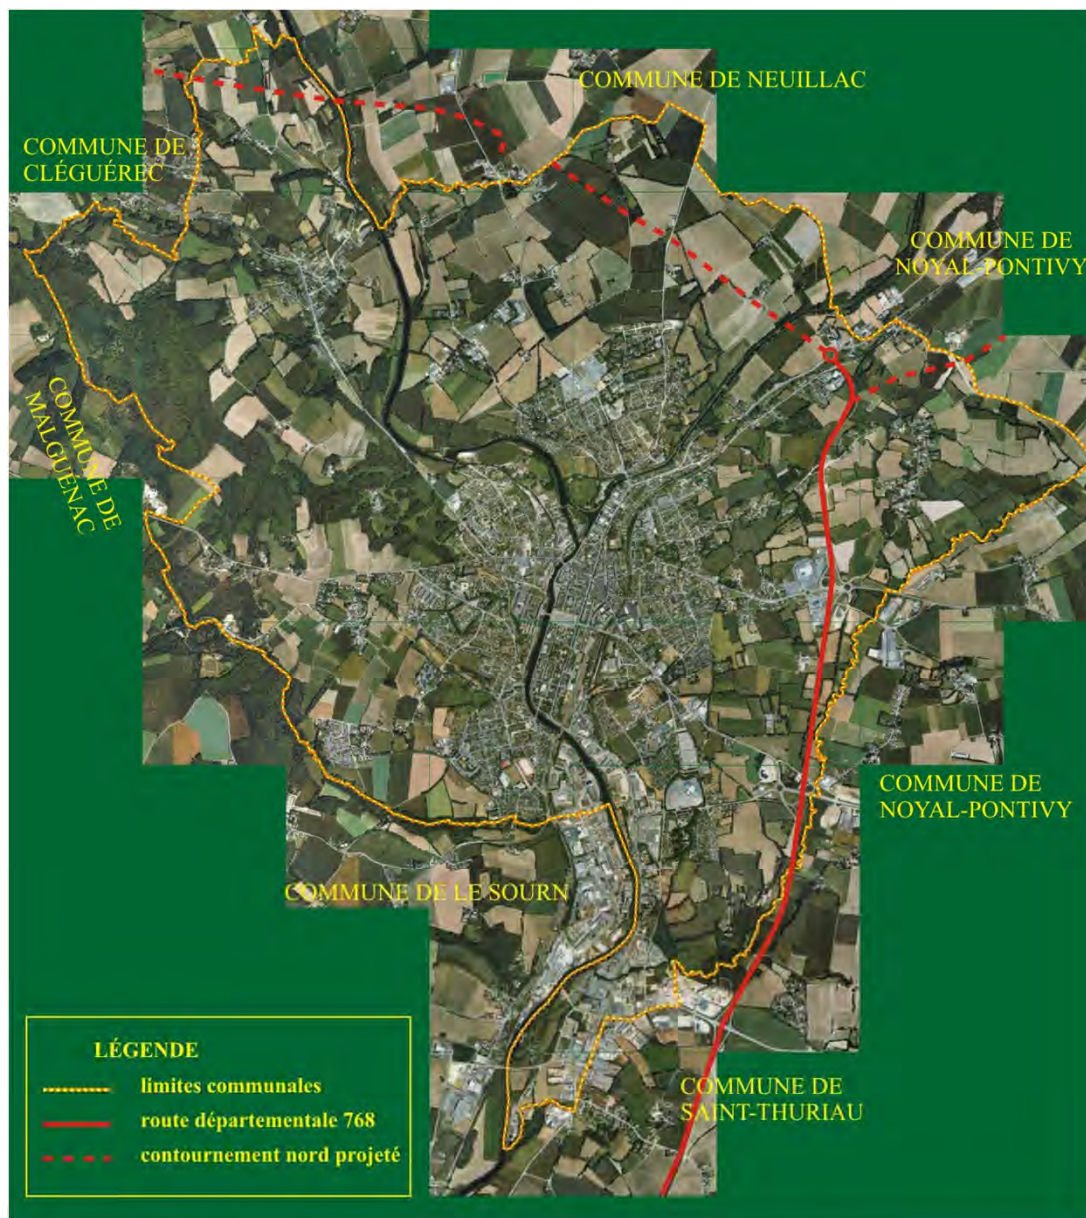 COMMUNE DE NEUILLAC
COMMUNE DE
CLÉGUÉREC
COMMUNE DE
NOYAL-PONTIVY
COMMUNE DE
MALGUÉNAC
COMMUNE DE
NOYAL-PONTIVY
COMMUNE DE LE SOURN
COMMUNE DE
SAINT-THURIAU
LÉGENDE
limites communales
route départementale 768
contournement nord projeté